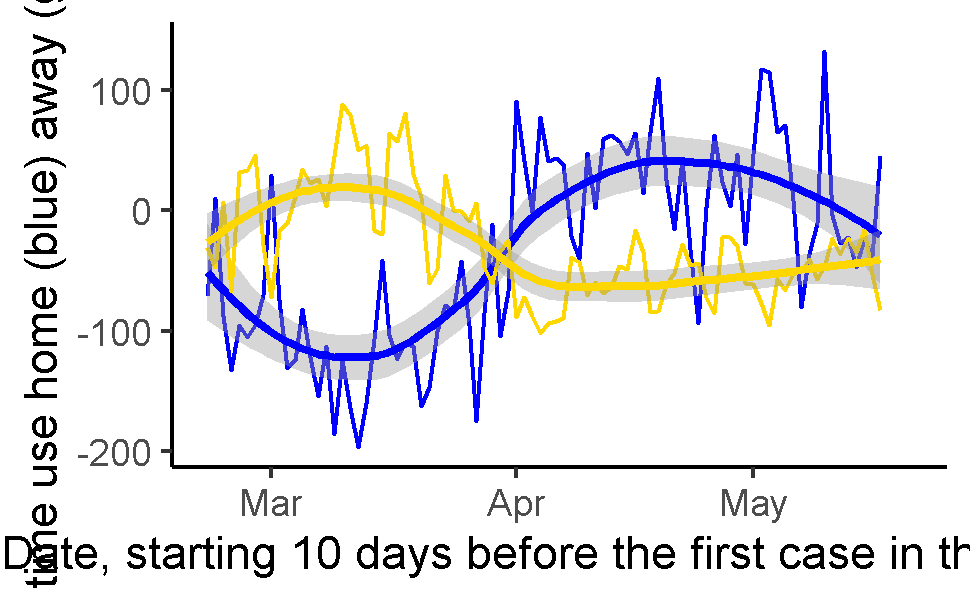 time use home (blue) away (
100
0
-100
-200
Mar Apr May
Date, starting 10 days before the first case in th